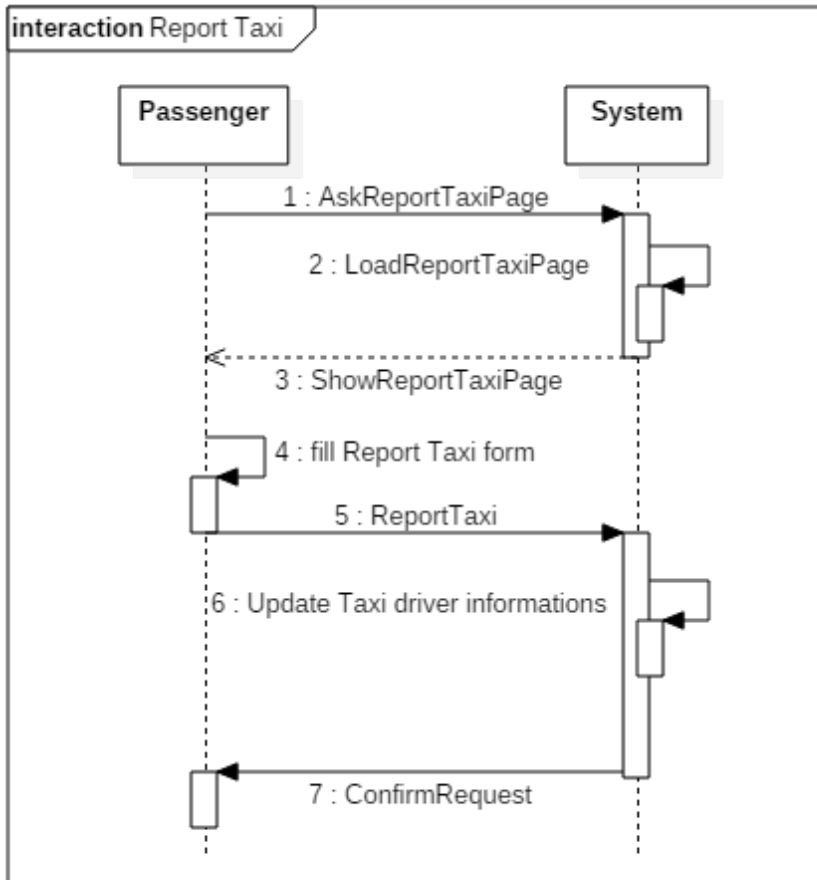 interaction Report Taxi
Passenger
System
1 : AskReportTaxiPage
2 : LoadReportTaxiPage
3 : ShowReportTaxiPage
4 : fill Report Taxi form
5 : ReportTaxi
6 : Update Taxi driver informations
7 : ConfirmRequest